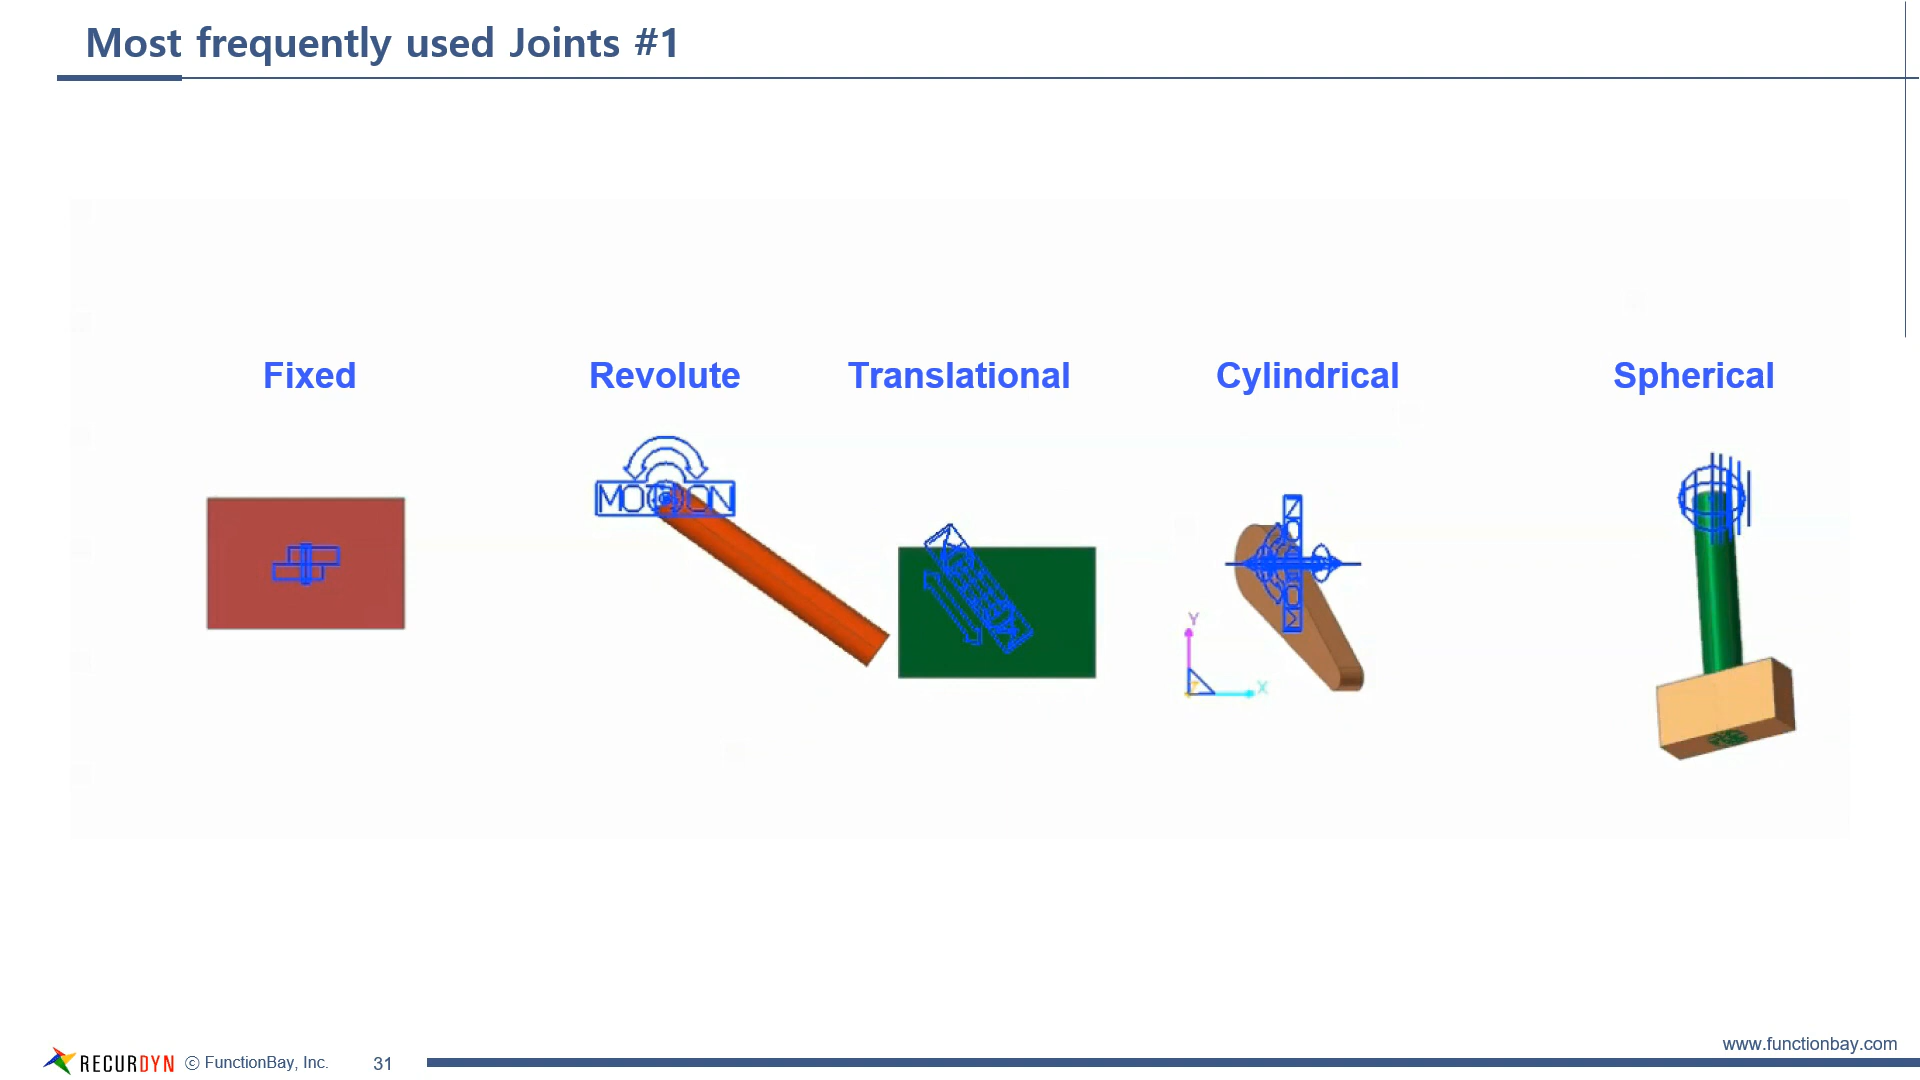 Most frequently used Joints #1
Fixed
Revolute
Translational
Cylindrical
Spherical
MOTION
Y
X
www.functionbay.com
RECURDYN © FunctionBay, Inc.
31